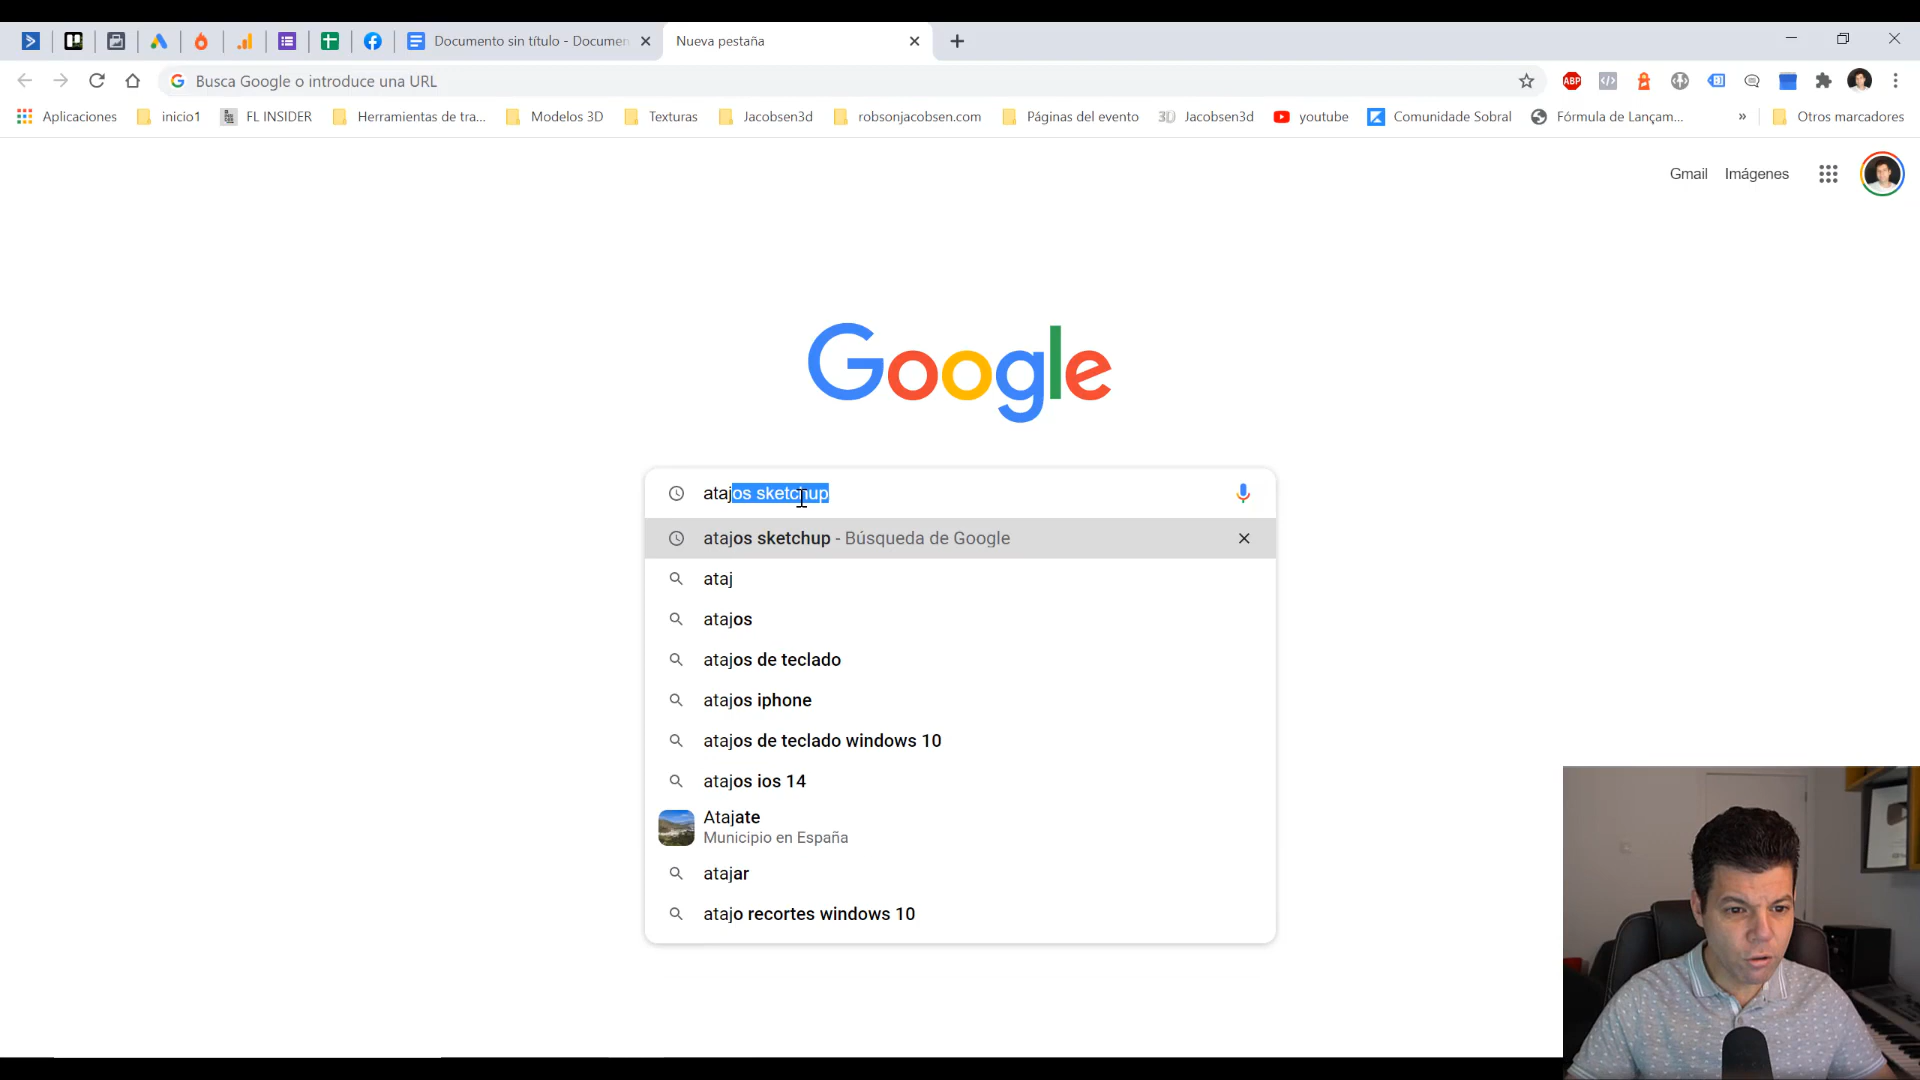 Documento sin título - Documen
Nueva pestaña
Busca Google o introduce una URL
ABP
Aplicaciones
inicio1
FL INSIDER
Herramientas de tra...
Modelos 3D
Texturas
Jacobsen3d
robsonjacobsen.com
Páginas del evento
3D Jacobsen3d
youtube
Comunidade Sobral
Fórmula de Lançam...
»
Otros marcadores
Gmail
Imágenes
Google
atajos sketchup
atajos sketchup - Búsqueda de Google
ataj
atajos
atajos de teclado
atajos iphone
atajos de teclado windows 10
atajos ios 14
Atajate
Municipio en España
atajar
atajo recortes windows 10